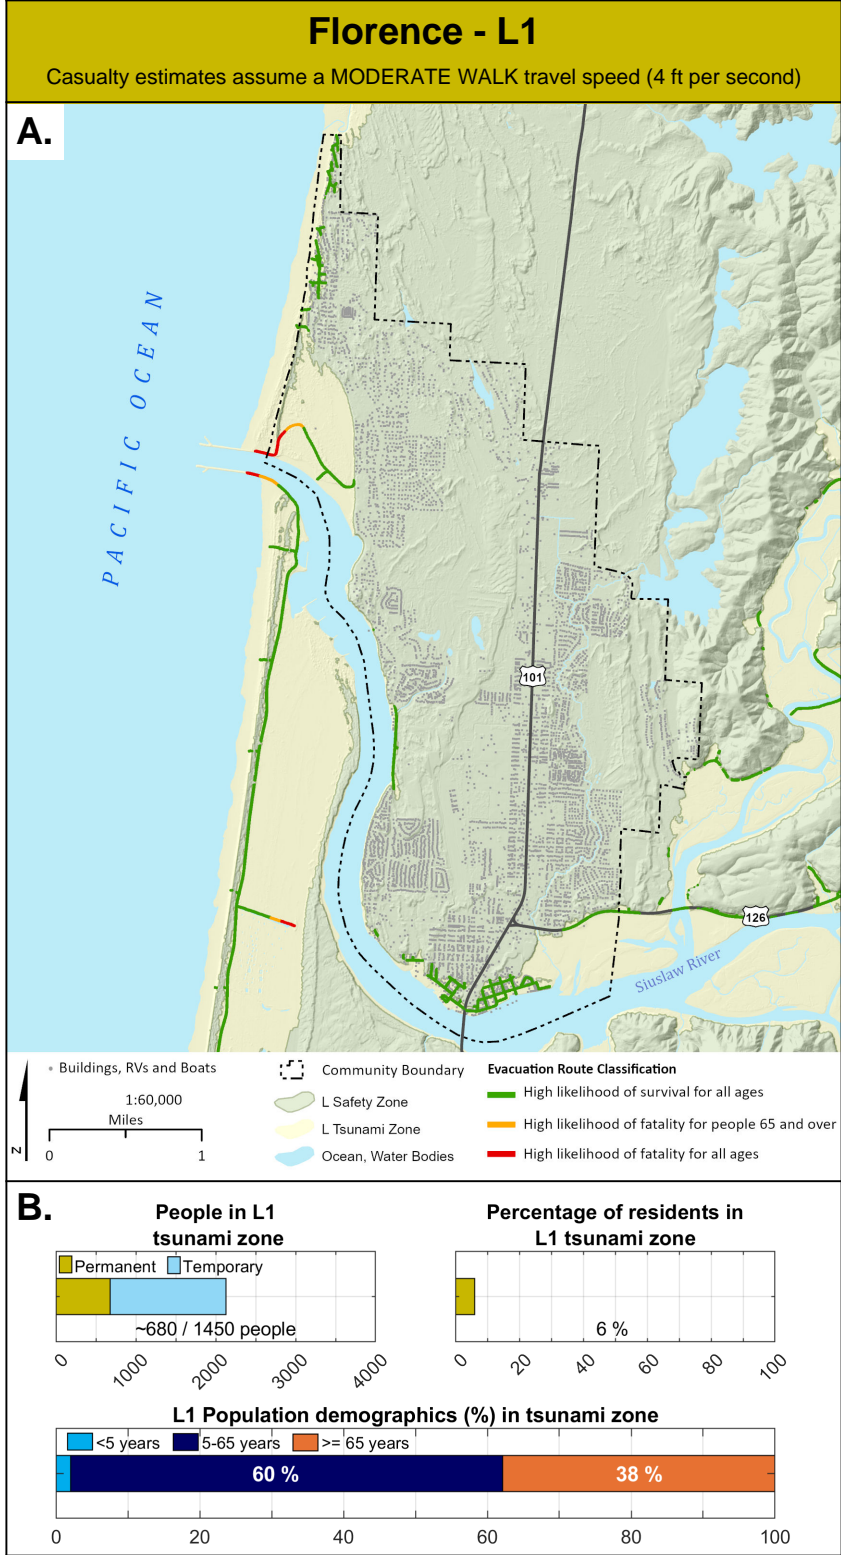 Florence - L1
Casualty estimates assume a MODERATE WALK travel speed (4 ft per second)
A.
PACIFIC OCEAN
101
126
Siuslaw River
Buildings, RVs and Boats
1:60,000
Miles
0 1
N
Community Boundary
L Safety Zone
L Tsunami Zone
Ocean, Water Bodies
Evacuation Route Classification
High likelihood of survival for all ages
High likelihood of fatality for people 65 and over
High likelihood of fatality for all ages
B.
People in L1
tsunami zone
Permanent Temporary
~680 / 1450 people
0 1000 2000 3000 4000
Percentage of residents in
L1 tsunami zone
6 %
0 20 40 60 80 100
L1 Population demographics (%) in tsunami zone
<5 years 5-65 years >= 65 years
60 % 38 %
0 20 40 60 80 100